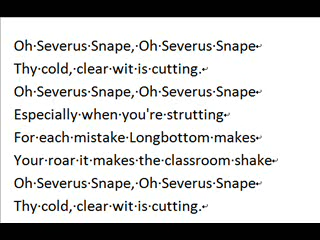 Oh Severus Snape, Oh Severus Snape
Thy cold, clear wit is cutting.
Oh Severus Snape, Oh Severus Snape
Especially when you're strutting
For each mistake Longbottom makes
Your roar it makes the classroom shake
Oh Severus Snape, Oh Severus Snape
Thy cold, clear wit is cutting.